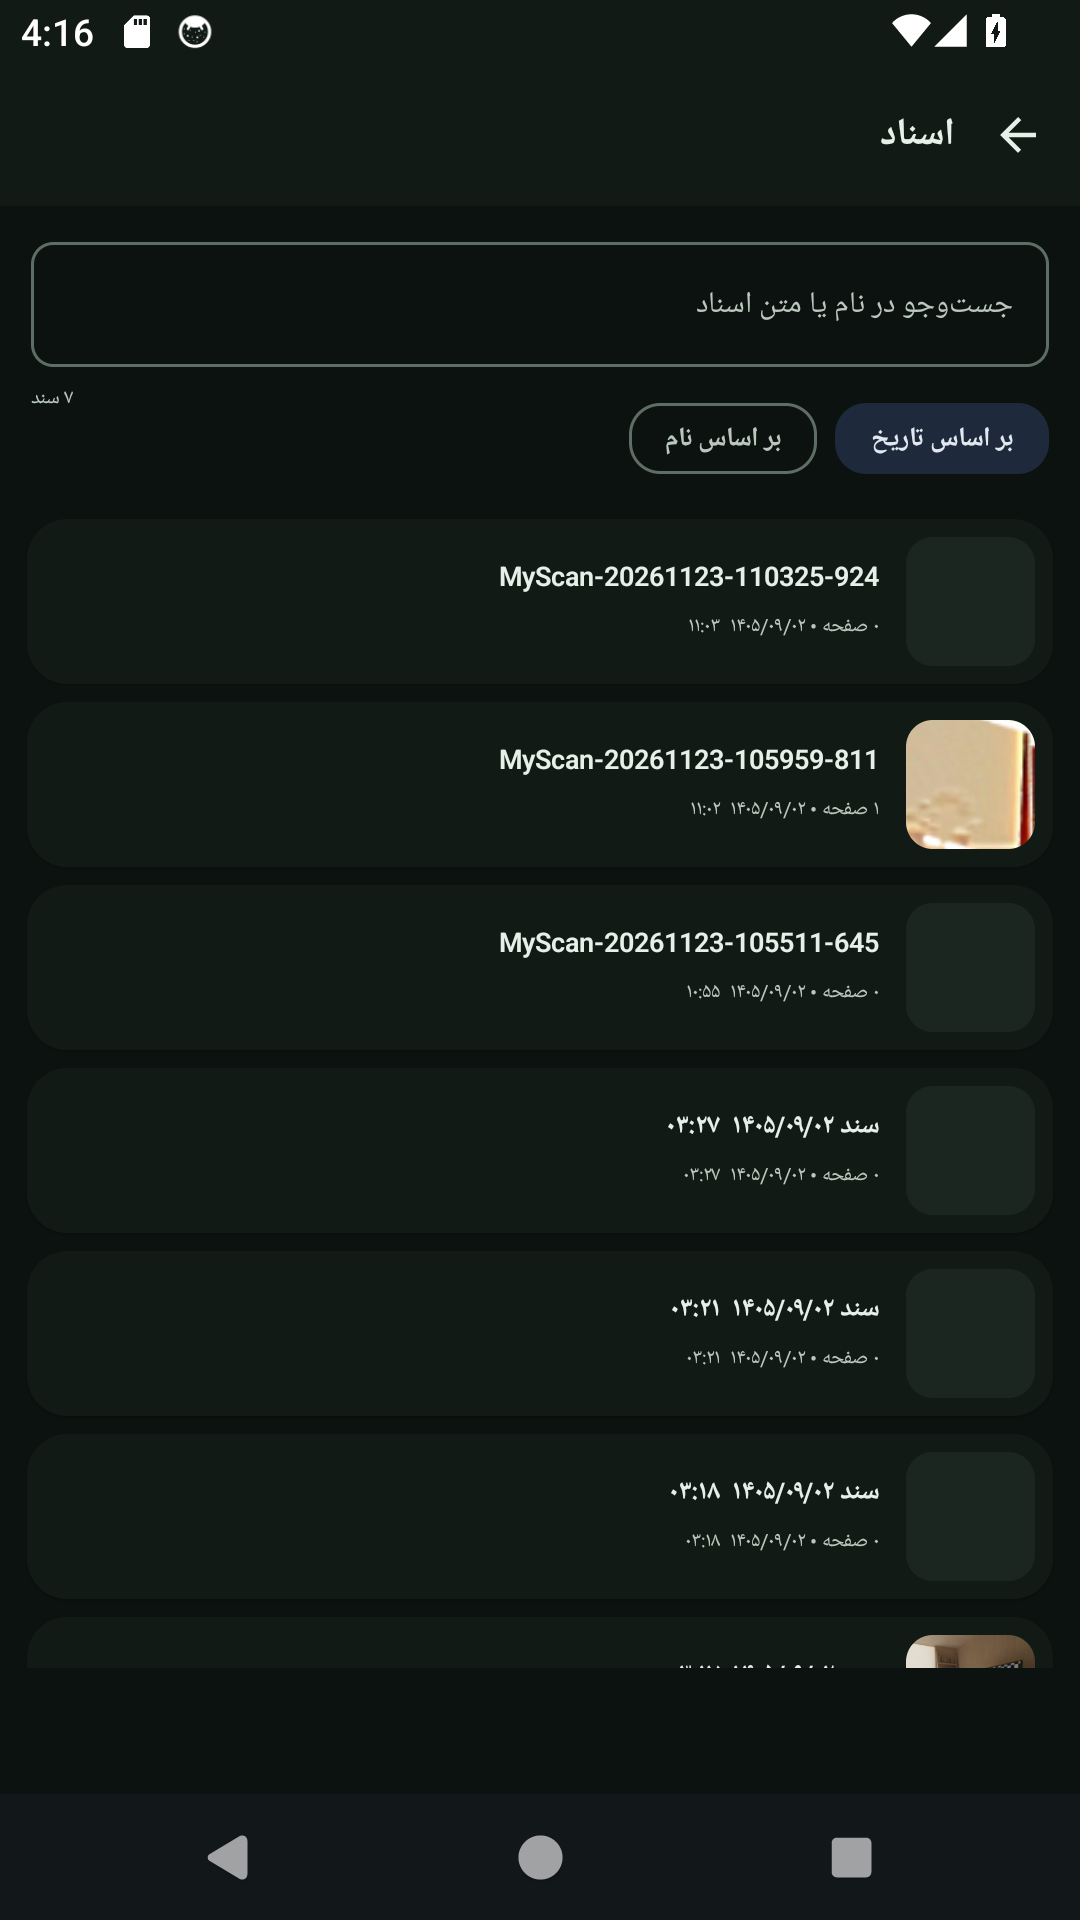 4:16
اسناد
جست‌وجو در نام یا متن اسناد
۷ سند
بر اساس تاریخ
بر اساس نام
MyScan-20261123-110325-924
۰ صفحه • ۱۴۰۵/۰۹/۰۲ ۱۱:۰۳
MyScan-20261123-105959-811
۱ صفحه • ۱۴۰۵/۰۹/۰۲ ۱۱:۰۲
MyScan-20261123-105511-645
۰ صفحه • ۱۴۰۵/۰۹/۰۲ ۱۰:۵۵
سند ۱۴۰۵/۰۹/۰۲ ۰۳:۲۷
۰ صفحه • ۱۴۰۵/۰۹/۰۲ ۰۳:۲۷
سند ۱۴۰۵/۰۹/۰۲ ۰۳:۲۱
۰ صفحه • ۱۴۰۵/۰۹/۰۲ ۰۳:۲۱
سند ۱۴۰۵/۰۹/۰۲ ۰۳:۱۸
۰ صفحه • ۱۴۰۵/۰۹/۰۲ ۰۳:۱۸